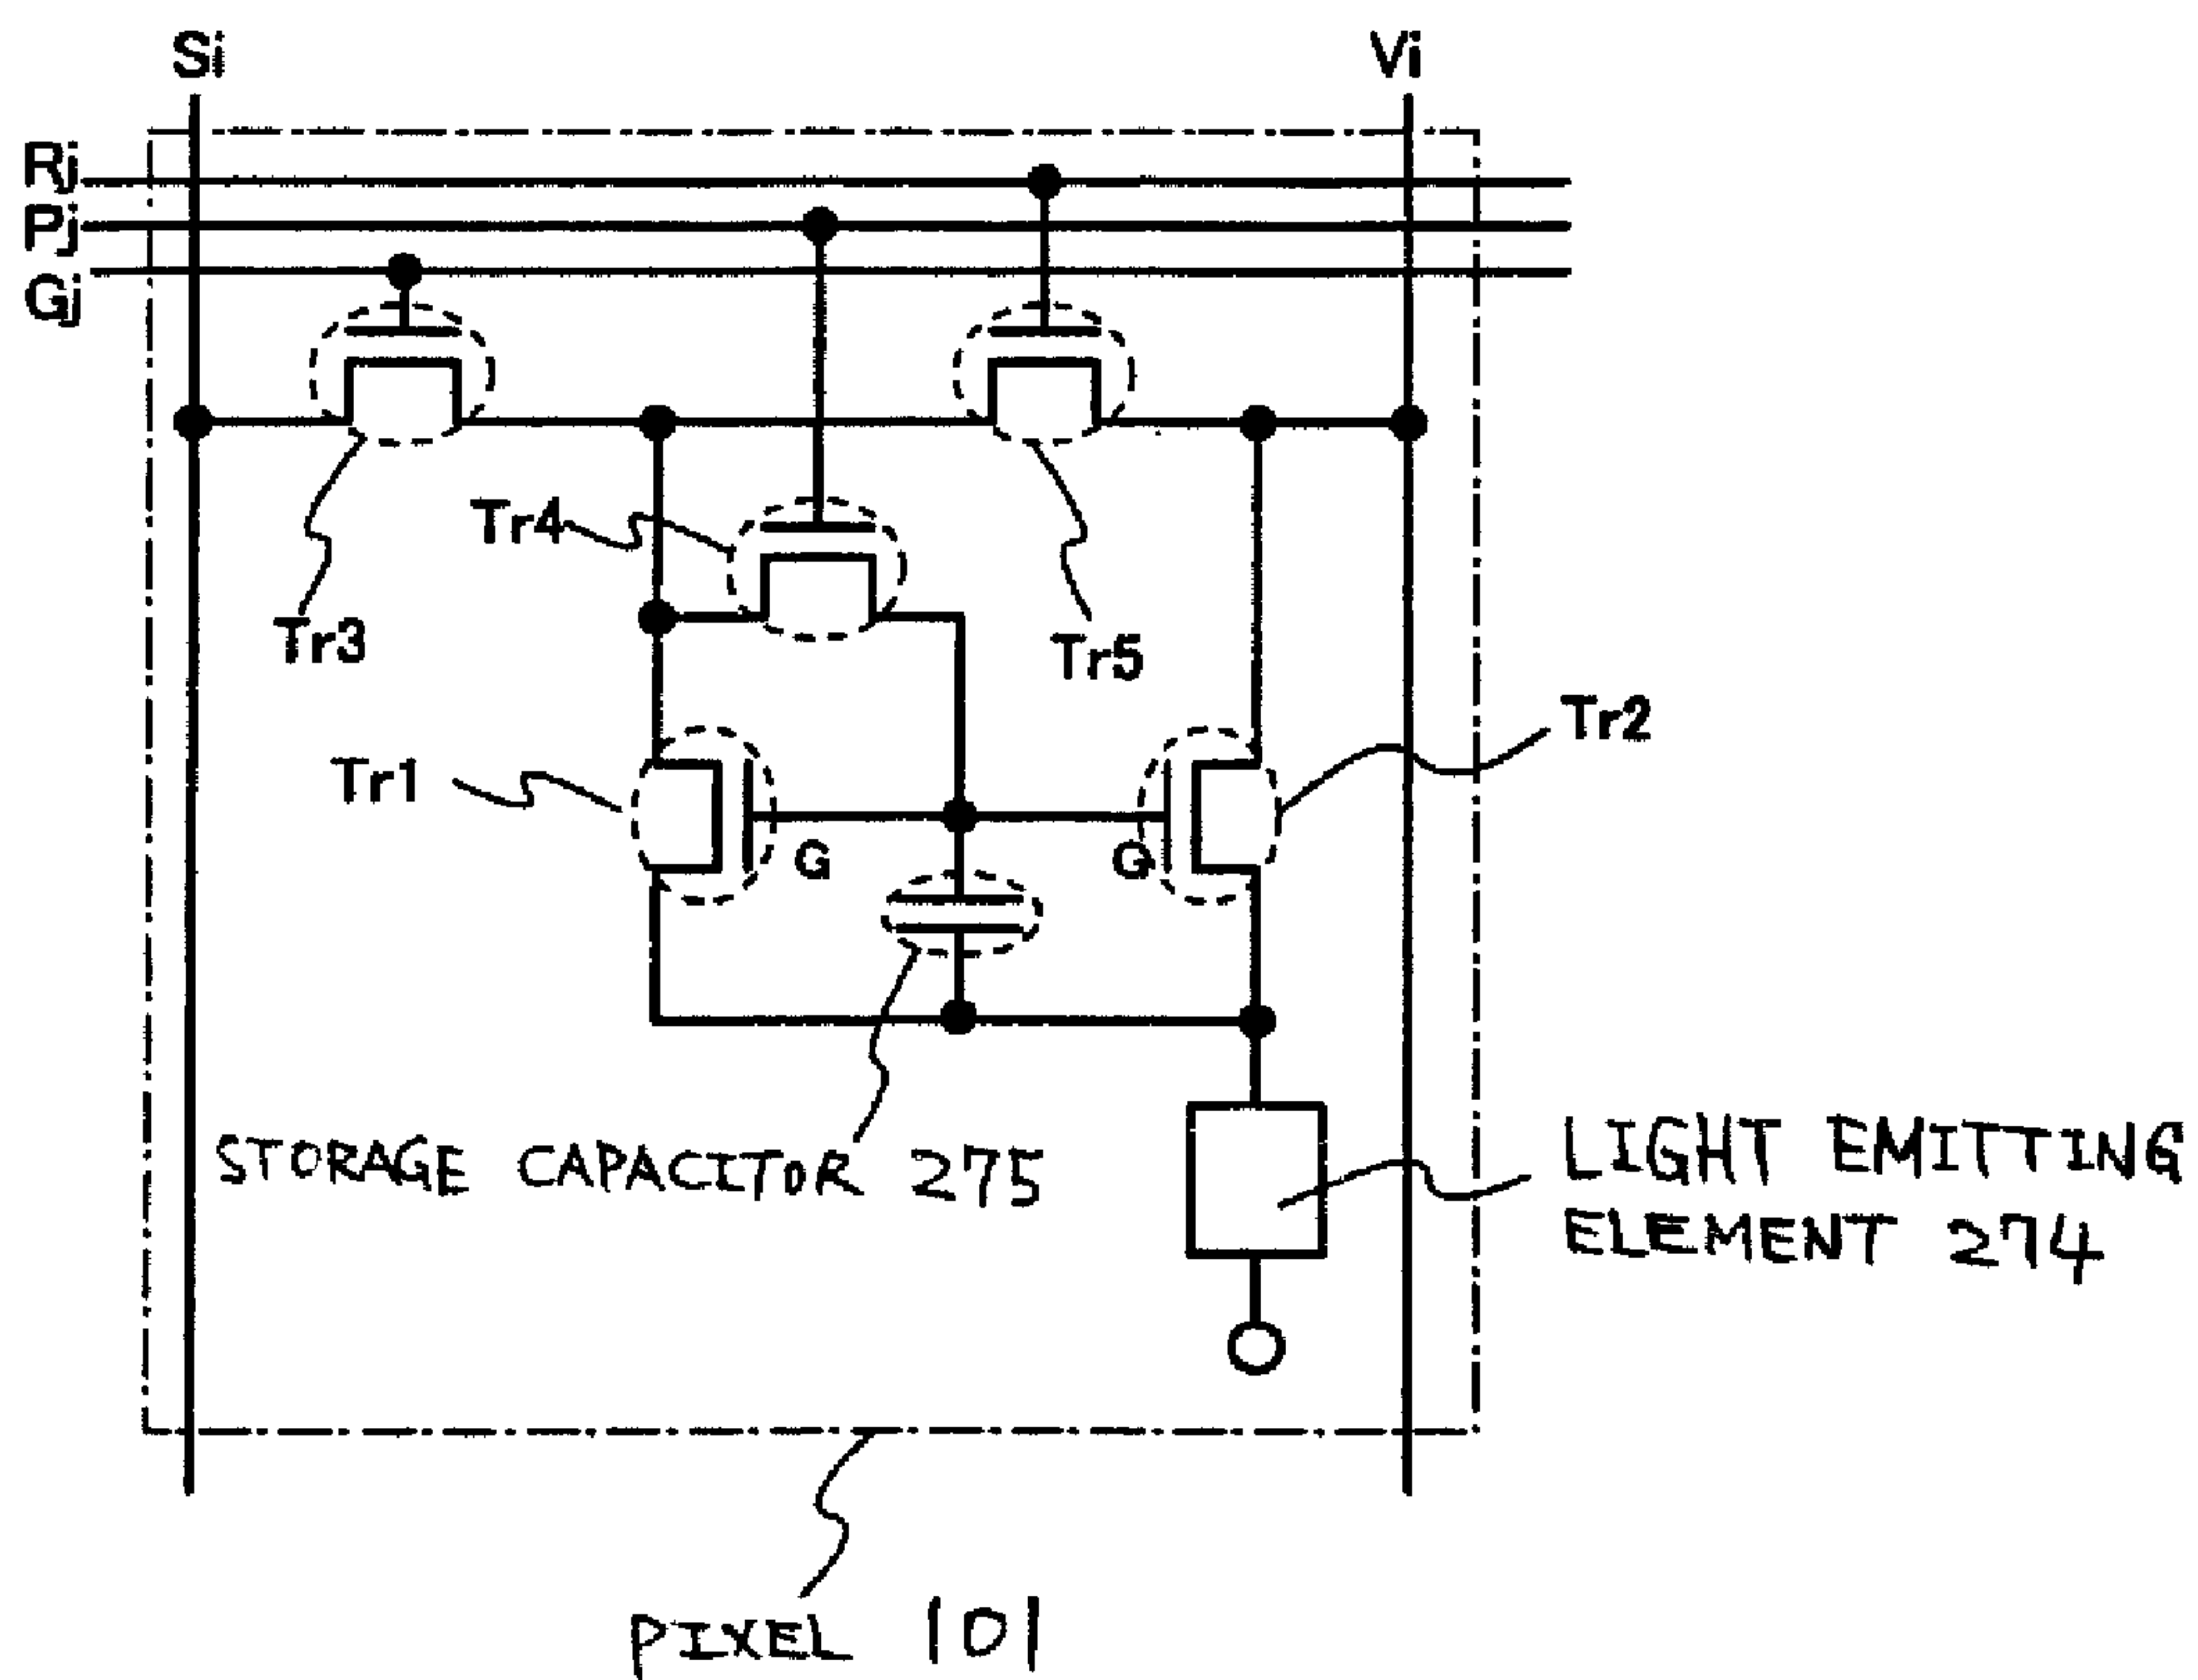 Si
Vi
Rj
Pj
Gj
Tr4
Tr3
Tr5
Tr2
Tr1
G
G
STORAGE CAPACITOR 275
LIGHT EMITTING
ELEMENT 274
PIXEL 101